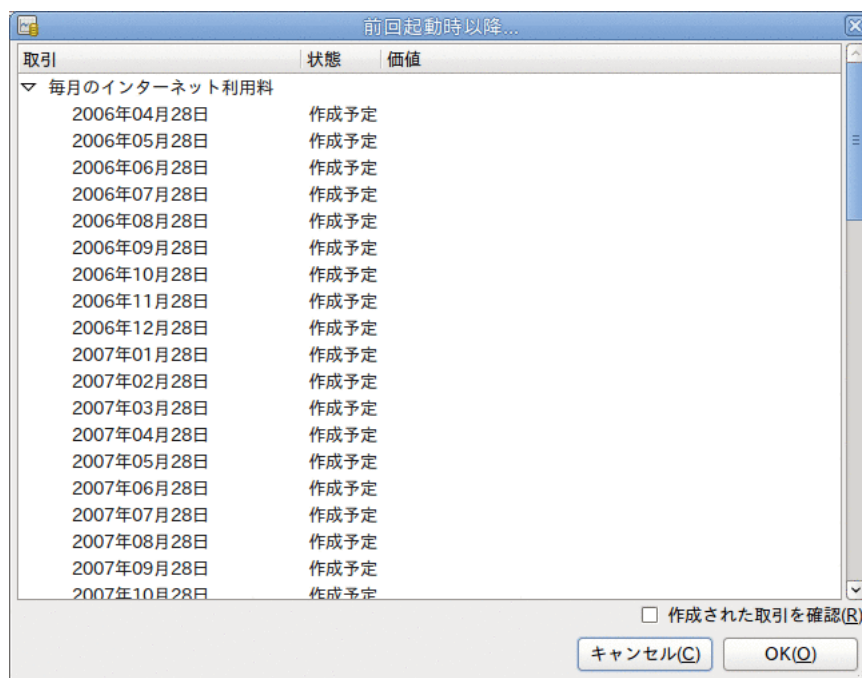 前回起動時以降...
取引 状態 価値
毎月のインターネット利用料
2006年04月28日 作成予定
2006年05月28日 作成予定
2006年06月28日 作成予定
2006年07月28日 作成予定
2006年08月28日 作成予定
2006年09月28日 作成予定
2006年10月28日 作成予定
2006年11月28日 作成予定
2006年12月28日 作成予定
2007年01月28日 作成予定
2007年02月28日 作成予定
2007年03月28日 作成予定
2007年04月28日 作成予定
2007年05月28日 作成予定
2007年06月28日 作成予定
2007年07月28日 作成予定
2007年08月28日 作成予定
2007年09月28日 作成予定
2007年10月28日 作成予定
作成された取引を確認(R)
キャンセル(C) OK(O)